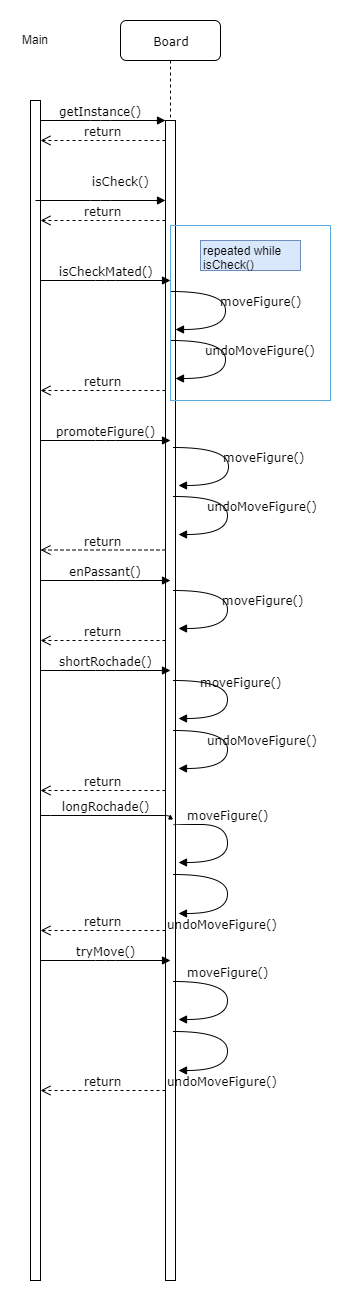 Main
Board
getInstance()
return
isCheck()
return
repeated while
isCheck()
isCheckMated()
moveFigure()
undoMoveFigure()
return
promoteFigure()
moveFigure()
undoMoveFigure()
return
enPassant()
moveFigure()
return
shortRochade()
moveFigure()
undoMoveFigure()
return
longRochade()
moveFigure()
return
undoMoveFigure()
tryMove()
moveFigure()
return
undoMoveFigure()